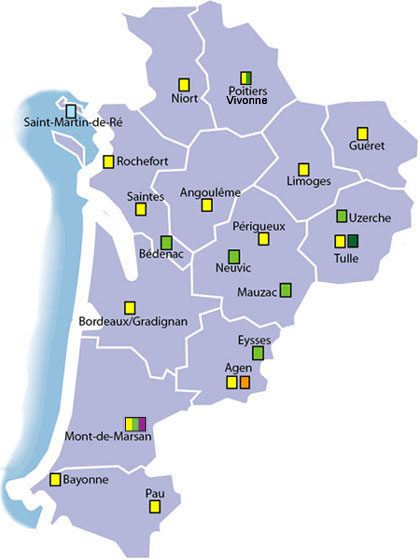 Niort
Poitiers
Vivonne
Saint-Martin-de-Ré
Guéret
Rochefort
Limoges
Saintes
Angoulême
Uzerche
Périgueux
Bédenac
Neuvic
Tulle
Mauzac
Bordeaux/Gradignan
Eysses
Agen
Mont-de-Marsan
Bayonne
Pau